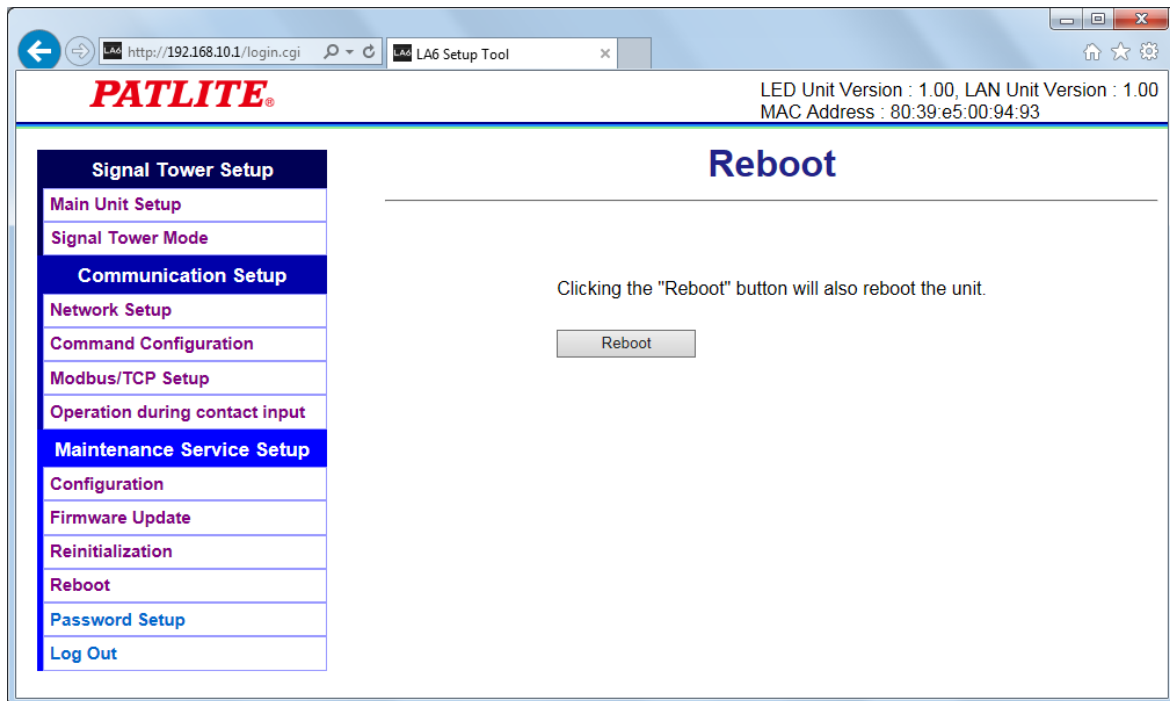 http://192.168.10.1/login.cgi
LA6 LA6 Setup Tool
PATLITE®
LED Unit Version : 1.00, LAN Unit Version : 1.00
MAC Address : 80:39:e5:00:94:93
Signal Tower Setup
Main Unit Setup
Signal Tower Mode
Communication Setup
Network Setup
Command Configuration
Modbus/TCP Setup
Operation during contact input
Maintenance Service Setup
Configuration
Firmware Update
Reinitialization
Reboot
Password Setup
Log Out
Reboot
Clicking the "Reboot" button will also reboot the unit.
Reboot